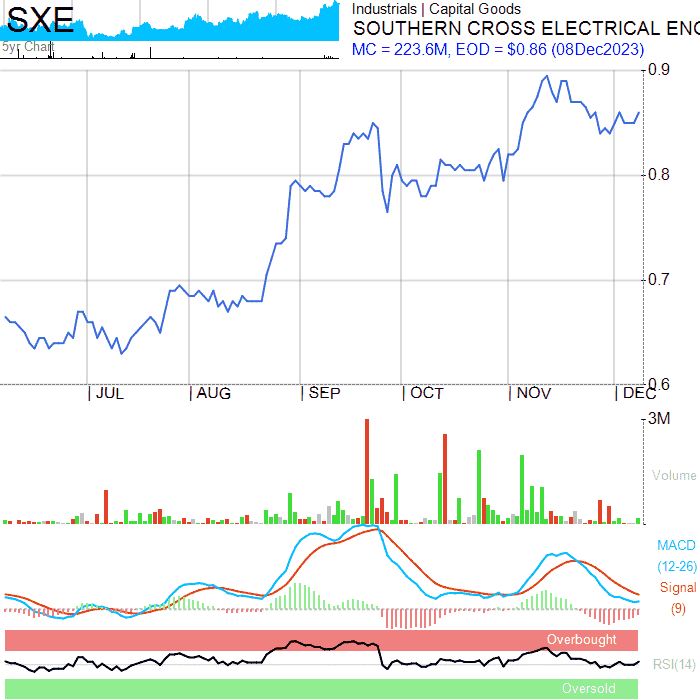 SXE
5yr Chart
Industrials | Capital Goods
SOUTHERN CROSS ELECTRICAL ENG
MC = 223.6M, EOD = $0.86 (08Dec2023)
0.9
0.8
0.7
0.6
JUL AUG SEP OCT NOV DEC
3M
Volume
MACD
(12-26)
Signal
(9)
Overbought
RSI(14)
Oversold